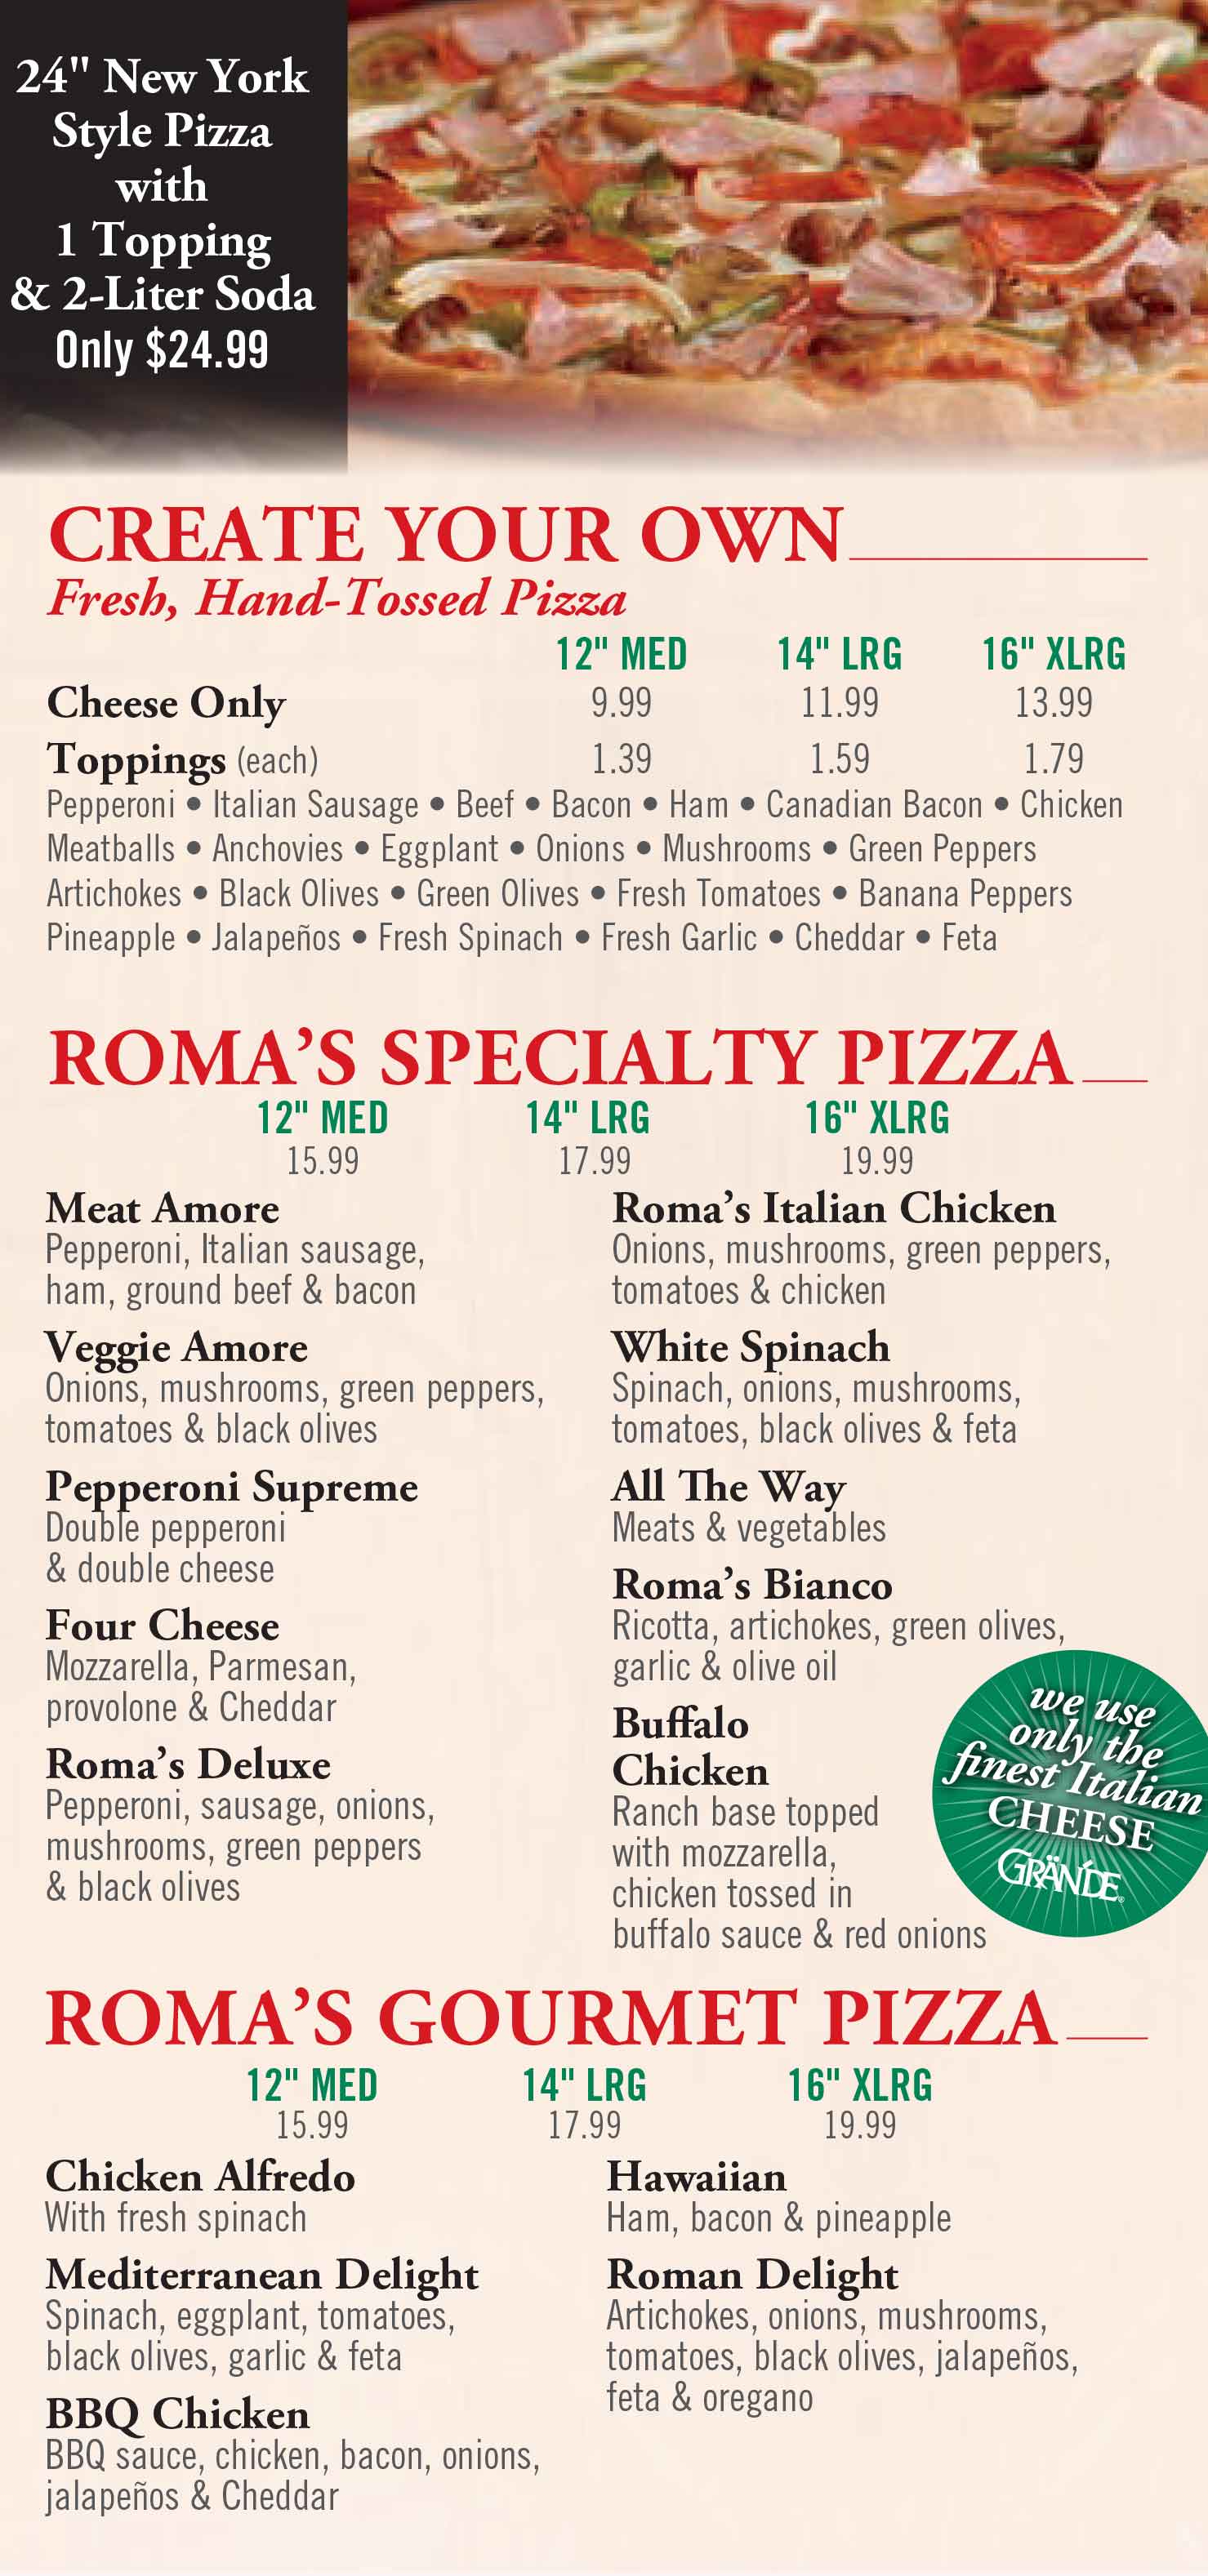 24" New York
Style Pizza
with
1 Topping
& 2-Liter Soda
Only $24.99
CREATE YOUR OWN
Fresh, Hand-Tossed Pizza
12" MED 14" LRG 16" XLRG
Cheese Only 9.99 11.99 13.99
Toppings (each) 1.39 1.59 1.79
Pepperoni • Italian Sausage • Beef • Bacon • Ham • Canadian Bacon • Chicken
Meatballs • Anchovies • Eggplant • Onions • Mushrooms • Green Peppers
Artichokes • Black Olives • Green Olives • Fresh Tomatoes • Banana Peppers
Pineapple • Jalapeños • Fresh Spinach • Fresh Garlic • Cheddar • Feta
ROMA'S SPECIALTY PIZZA
12" MED 14" LRG 16" XLRG
15.99 17.99 19.99
Meat Amore
Pepperoni, Italian sausage,
ham, ground beef & bacon
Veggie Amore
Onions, mushrooms, green peppers,
tomatoes & black olives
Pepperoni Supreme
Double pepperoni
& double cheese
Four Cheese
Mozzarella, Parmesan,
provolone & Cheddar
Roma's Deluxe
Pepperoni, sausage, onions,
mushrooms, green peppers
& black olives
Roma's Italian Chicken
Onions, mushrooms, green peppers,
tomatoes & chicken
White Spinach
Spinach, onions, mushrooms,
tomatoes, black olives & feta
All The Way
Meats & vegetables
Roma's Bianco
Ricotta, artichokes, green olives,
garlic & olive oil
Buffalo
Chicken
Ranch base topped
with mozzarella,
chicken tossed in
buffalo sauce & red onions
we use
only the
finest Italian
CHEESE
GRÄNDE®
ROMA'S GOURMET PIZZA
12" MED 14" LRG 16" XLRG
15.99 17.99 19.99
Chicken Alfredo
With fresh spinach
Mediterranean Delight
Spinach, eggplant, tomatoes,
black olives, garlic & feta
BBQ Chicken
BBQ sauce, chicken, bacon, onions,
jalapeños & Cheddar
Hawaiian
Ham, bacon & pineapple
Roman Delight
Artichokes, onions, mushrooms,
tomatoes, black olives, jalapeños,
feta & oregano